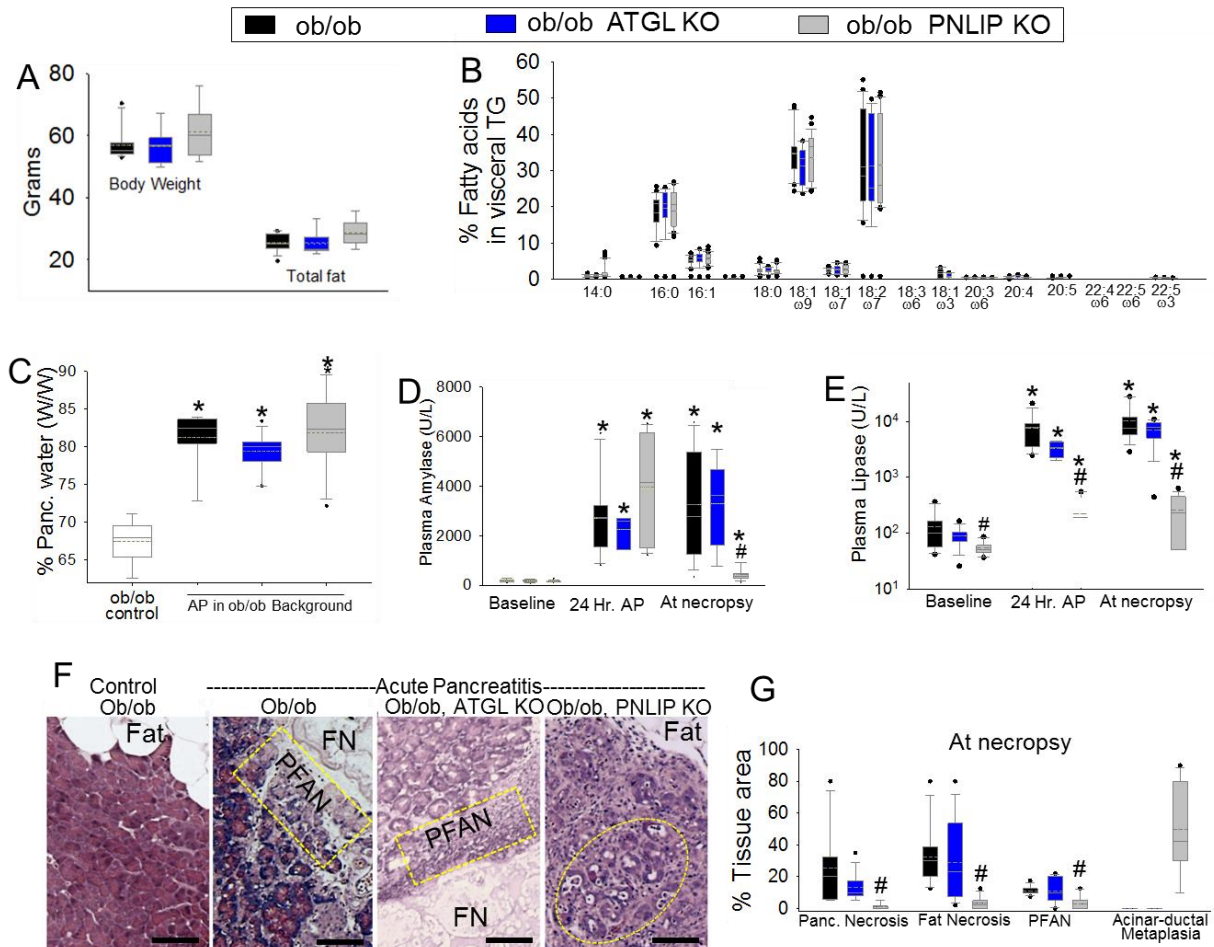 ob/ob ob/ob ATGL KO ob/ob PNLIP KO
A
Grams
80
60
40
20
Body Weight
Total fat
B
% Fatty acids
in visceral TG
60
50
40
30
20
10
0
14:0 16:0 16:1 18:0 18:1 18:1 18:2 18:3 18:1 20:3 20:4 20:5 22:4 22:5 22:5
ω9 ω7 ω7 ω6 ω3 ω6 ω6 ω6 ω3
C
% Panc. water (W/W)
90
85
80
75
70
65
* * * *
ob/ob
control
AP in ob/ob Background
D
Plasma Amylase (U/L)
8000
6000
4000
2000
0
* * * * * *
#
Baseline 24 Hr. AP At necropsy
E
Plasma Lipase (U/L)
10⁴
10³
10²
10¹
# * * * # * * * #
Baseline 24 Hr. AP At necropsy
F
Control
Ob/ob
-----------------Acute Pancreatitis-----------------
Ob/ob Ob/ob, ATGL KO Ob/ob, PNLIP KO
Fat FN Fat
PFAN PFAN
FN
G
At necropsy
% Tissue area
100
80
60
40
20
0
# # #
Panc. Necrosis Fat Necrosis PFAN Acinar-ductal
Metaplasia